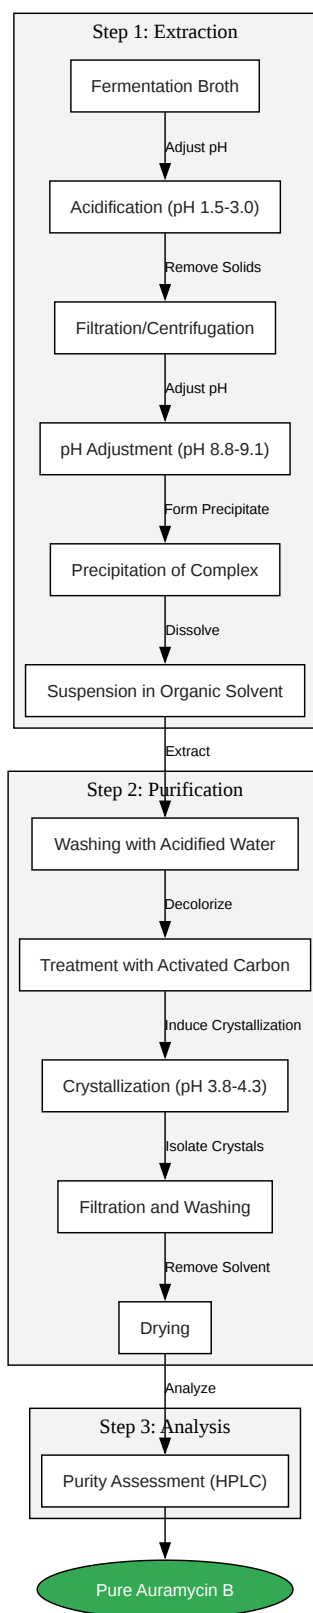 Step 1: Extraction
Fermentation Broth
Adjust pH
Acidification (pH 1.5-3.0)
Remove Solids
Filtration/Centrifugation
Adjust pH
pH Adjustment (pH 8.8-9.1)
Form Precipitate
Precipitation of Complex
Dissolve
Suspension in Organic Solvent
Extract
Step 2: Purification
Washing with Acidified Water
Decolorize
Treatment with Activated Carbon
Induce Crystallization
Crystallization (pH 3.8-4.3)
Isolate Crystals
Filtration and Washing
Remove Solvent
Drying
Analyze
Step 3: Analysis
Purity Assessment (HPLC)
Pure Auramycin B